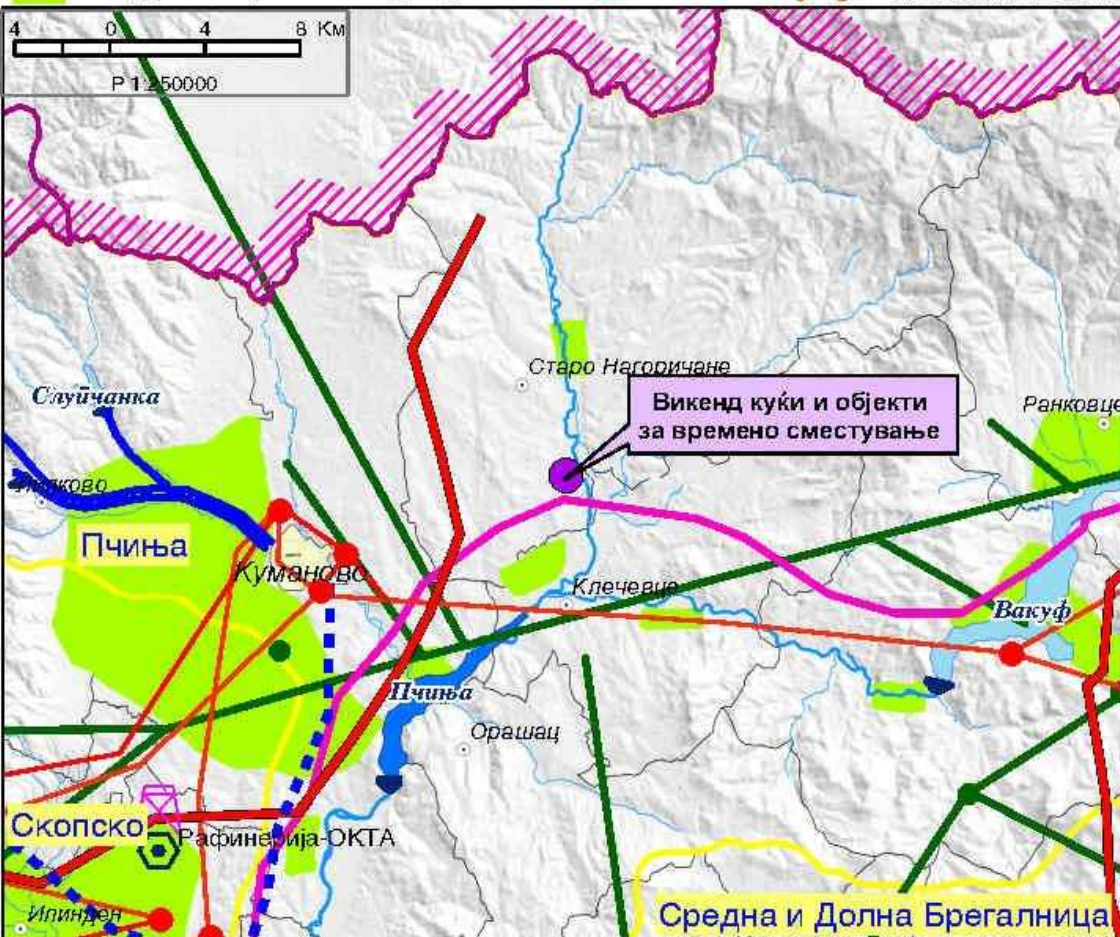 4 0 4 8 Км
Р 1:250000
Старо Нагоричане
Викенд куќи и објекти
за времено сместување
Ранковце
Слупчанка
Пчиња
Куманово
Клечевце
Вакуф
Пчиња
Орашац
Скопско
Рафинерија-ОКТА
Илинден
Средна и Долна Брегалница